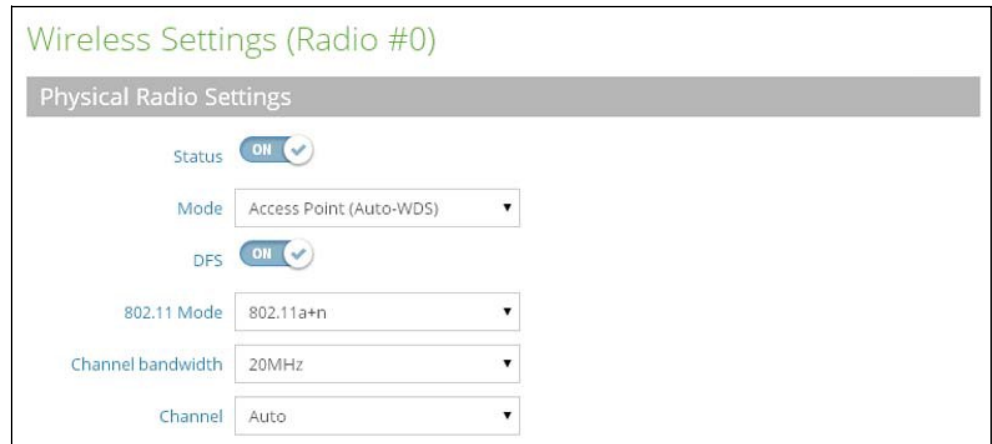 Wireless Settings (Radio #0)
Physical Radio Settings
Status ON
Mode Access Point (Auto-WDS)
DFS ON
802.11 Mode 802.11a+n
Channel bandwidth 20MHz
Channel Auto